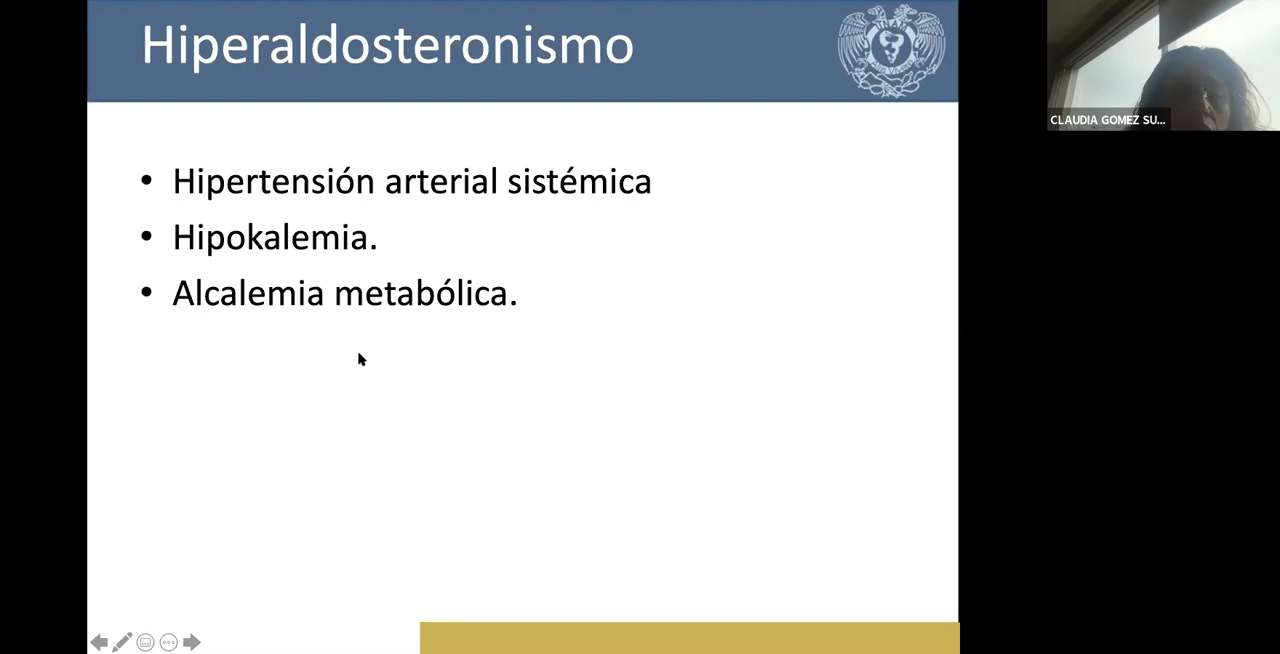 Hiperaldosteronismo
CLAUDIA GOMEZ SU...
• Hipertensión arterial sistémica
• Hipokalemia.
• Alcalemia metabólica.